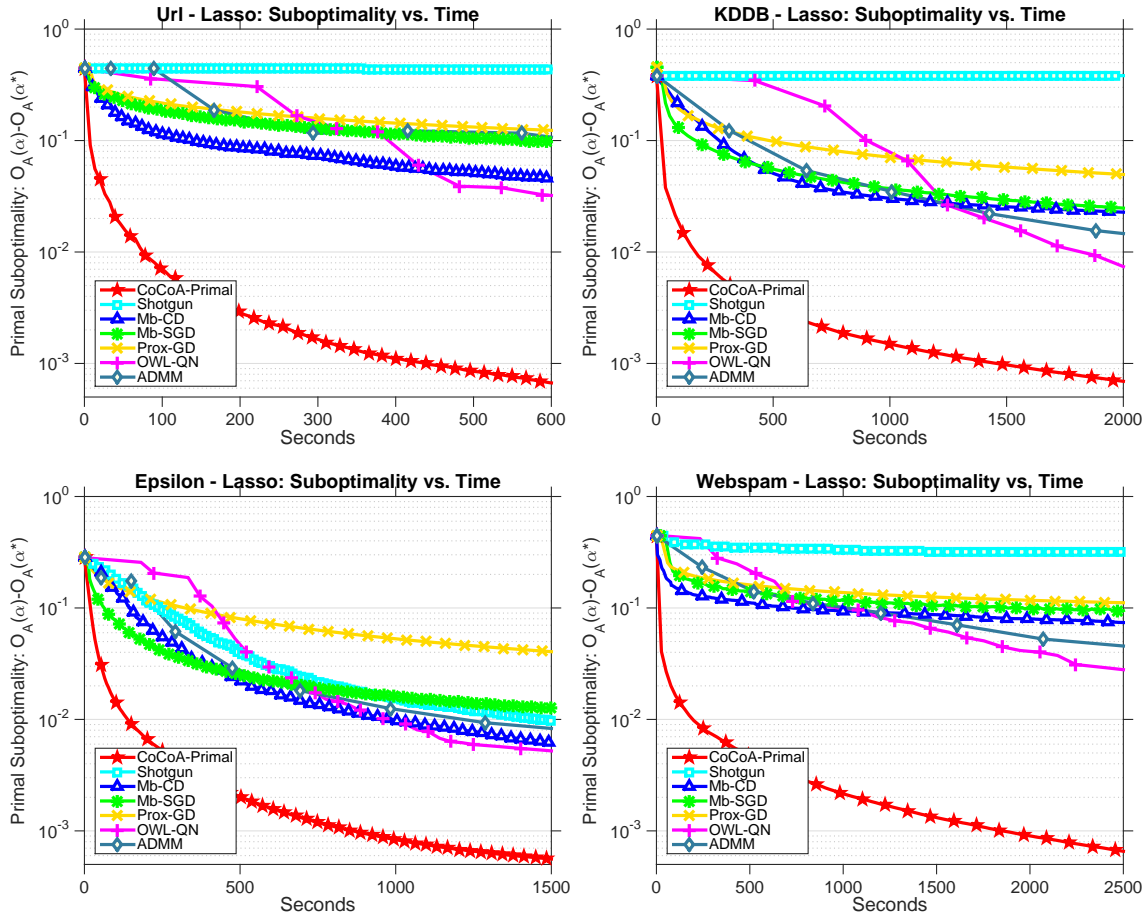 Url - Lasso: Suboptimality vs. Time
Primal Suboptimality: O_A(α)-O_A(α*)
10^0
10^-1
10^-2
10^-3
CoCoA-Primal
Shotgun
Mb-CD
Mb-SGD
Prox-GD
OWL-QN
ADMM
0 100 200 300 400 500 600
Seconds
KDDB - Lasso: Suboptimality vs. Time
Primal Suboptimality: O_A(α)-O_A(α*)
10^0
10^-1
10^-2
10^-3
CoCoA-Primal
Shotgun
Mb-CD
Mb-SGD
Prox-GD
OWL-QN
ADMM
0 500 1000 1500 2000
Seconds
Epsilon - Lasso: Suboptimality vs. Time
Primal Suboptimality: O_A(α)-O_A(α*)
10^0
10^-1
10^-2
10^-3
CoCoA-Primal
Shotgun
Mb-CD
Mb-SGD
Prox-GD
OWL-QN
ADMM
0 500 1000 1500
Seconds
Webspam - Lasso: Suboptimality vs. Time
Primal Suboptimality: O_A(α)-O_A(α*)
10^0
10^-1
10^-2
10^-3
CoCoA-Primal
Shotgun
Mb-CD
Mb-SGD
Prox-GD
OWL-QN
ADMM
0 500 1000 1500 2000 2500
Seconds